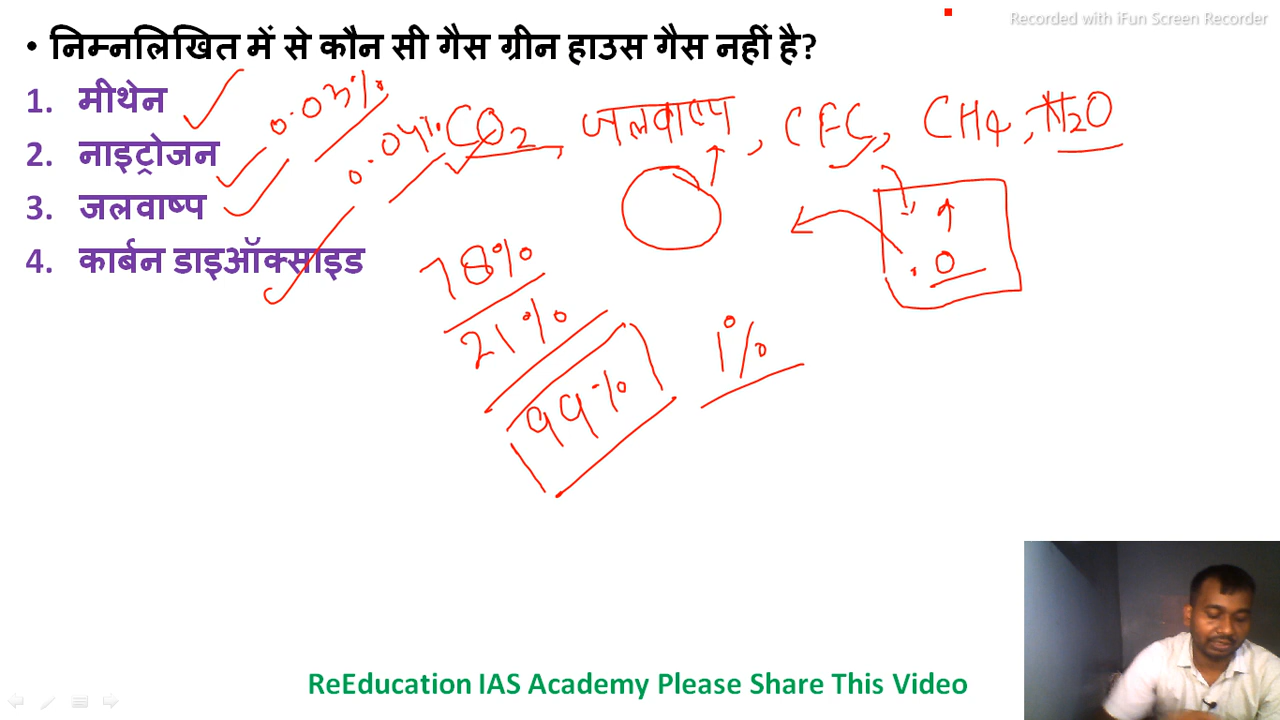 Recorded with iFun Screen Recorder
• निम्नलिखित में से कौन सी गैस ग्रीन हाउस गैस नहीं है?
1. मीथेन
2. नाइट्रोजन
3. जलवाष्प
4. कार्बन डाइऑक्साइड
0.03%
0.04% CO2, जलवाष्प, CFC, CH4, N2O
78%
21%
99%
1%
ReEducation IAS Academy Please Share This Video